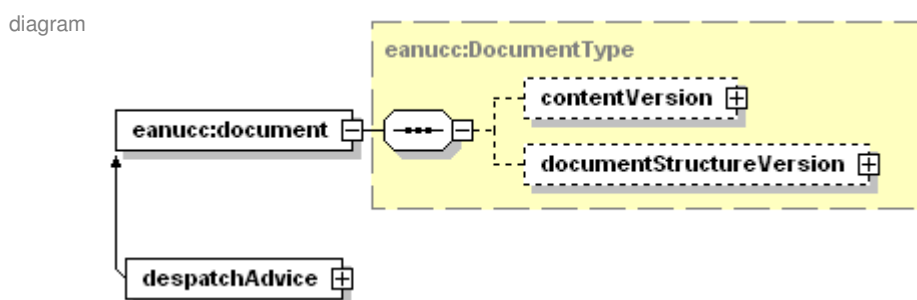 diagram
eanucc:DocumentType
contentVersion
eanucc:document
documentStructureVersion
despatchAdvice